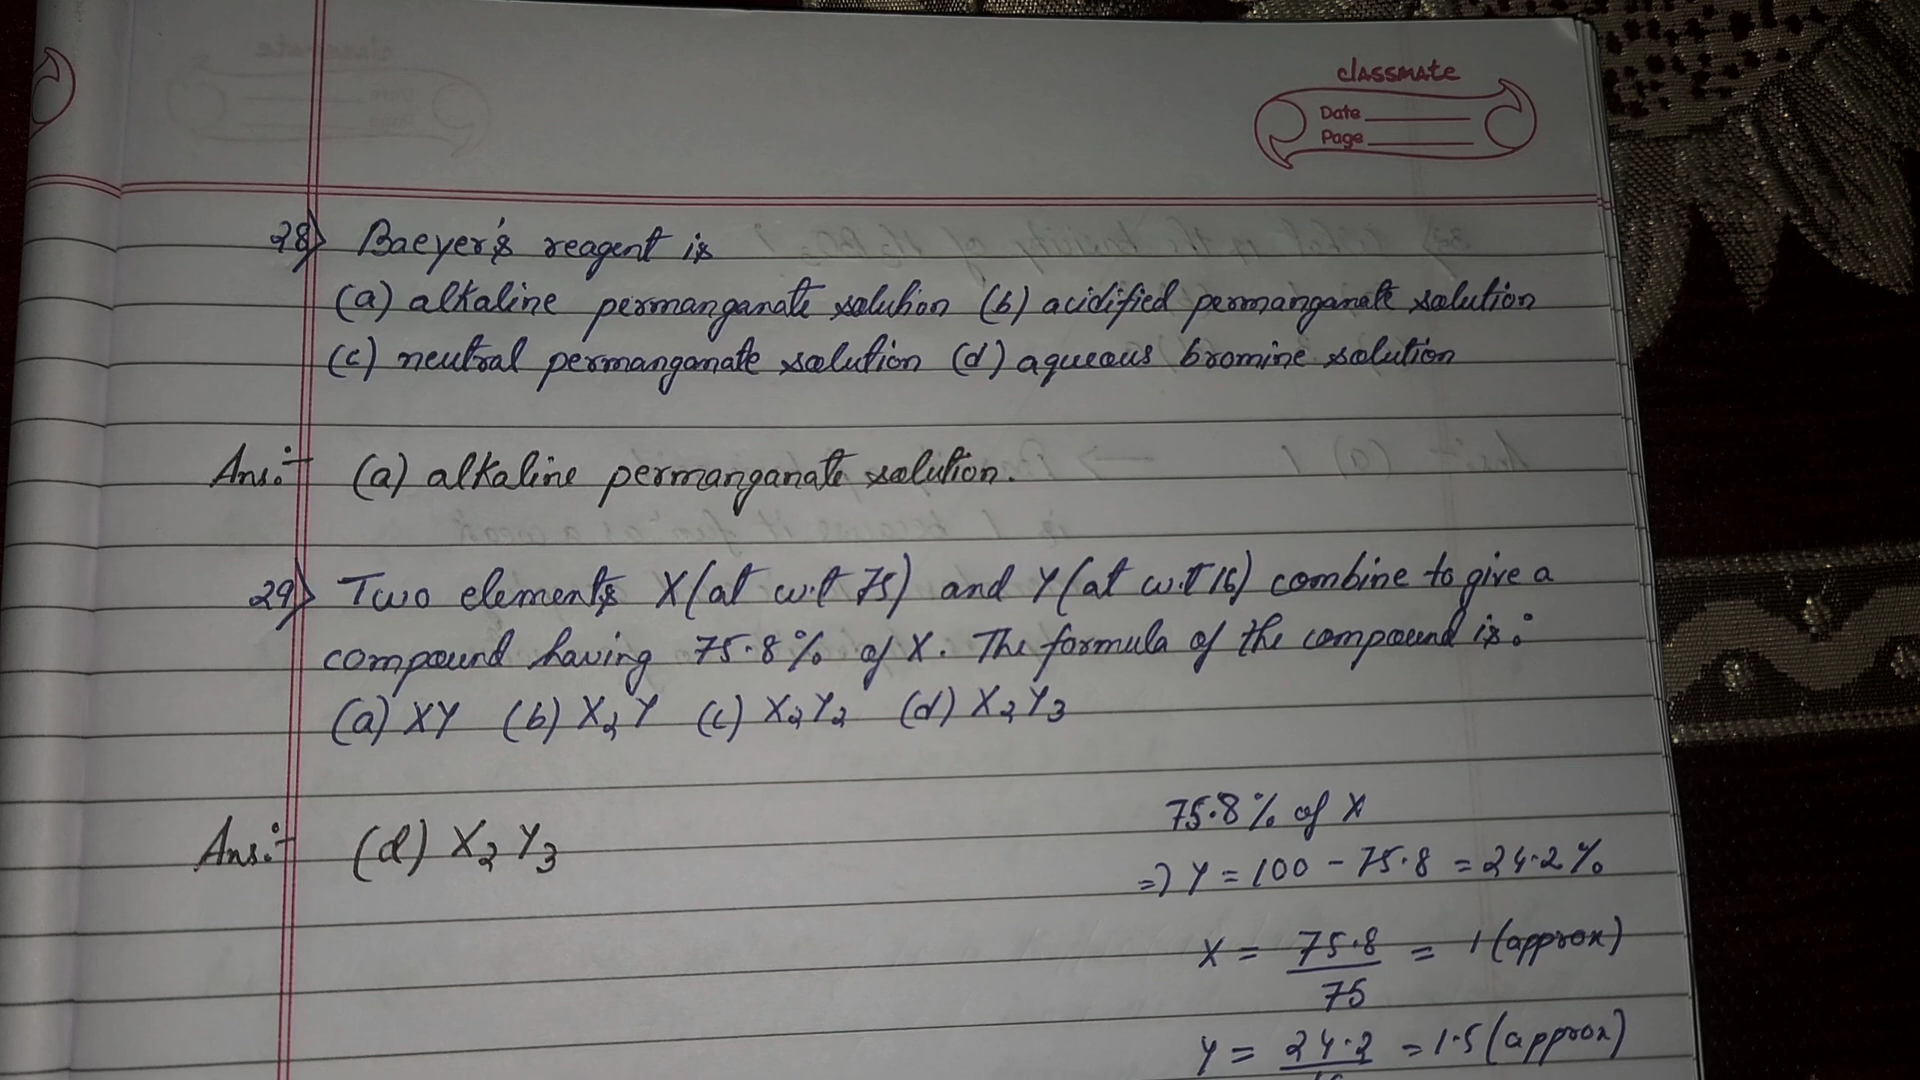 classmate
Date
Page
28) Baeyer's reagent is
(a) alkaline permanganate solution (b) acidified permanganate solution
(c) neutral permanganate solution (d) aqueous bromine solution
Ans:- (a) alkaline permanganate solution.
29) Two elements X (at w.t 75) and Y (at w.t 16) combine to give a
compound having 75.8% of X. The formula of the compound is:
(a) XY (b) X₂Y (c) X₂Y₂ (d) X₂Y₃
Ans:- (d) X₂Y₃
75.8% of X
=> Y = 100 - 75.8 = 24.2%
X = 75.8 = 1 (approx)
75
Y = 24.2 = 1.5 (approx)